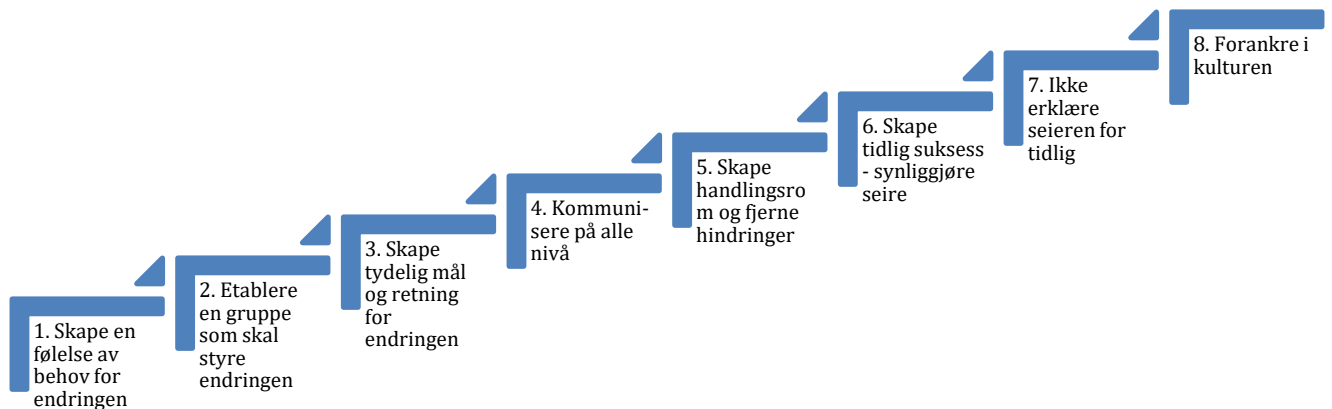 1. Skape en
følelse av
behov for
endringen
2. Etablere
en gruppe
som skal
styre
endringen
3. Skape
tydelig mål
og retning
for
endringen
4. Kommuni-
sere på alle
nivå
5. Skape
handlingsro
m og fjerne
hindringer
6. Skape
tidlig suksess
- synliggjøre
seire
7. Ikke
erklære
seieren for
tidlig
8. Forankre i
kulturen